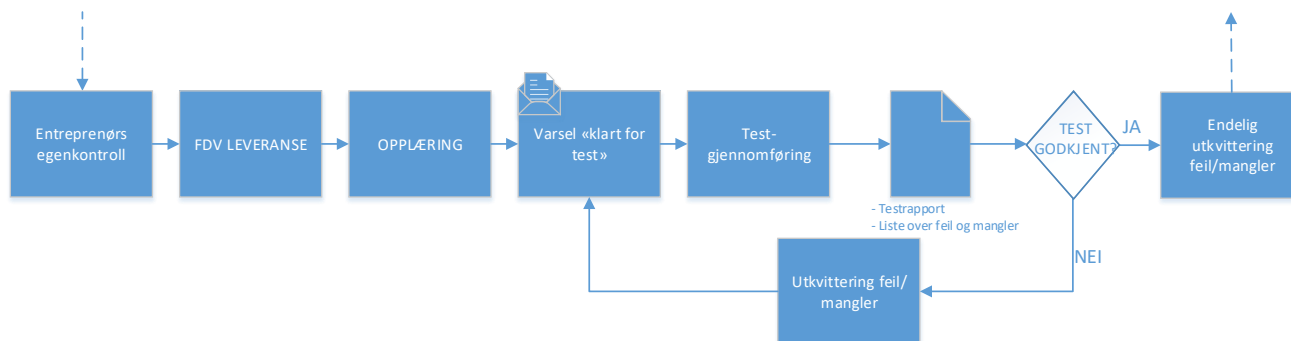 Entreprenørs
egenkontroll
FDV LEVERANSE
OPPLÆRING
Varsel «klart for
test»
Test-
gjennomføring
- Testrapport
- Liste over feil og mangler
TEST
GODKJENT?
JA
Endelig
utkvittering
feil/mangler
NEI
Utkvittering feil/
mangler